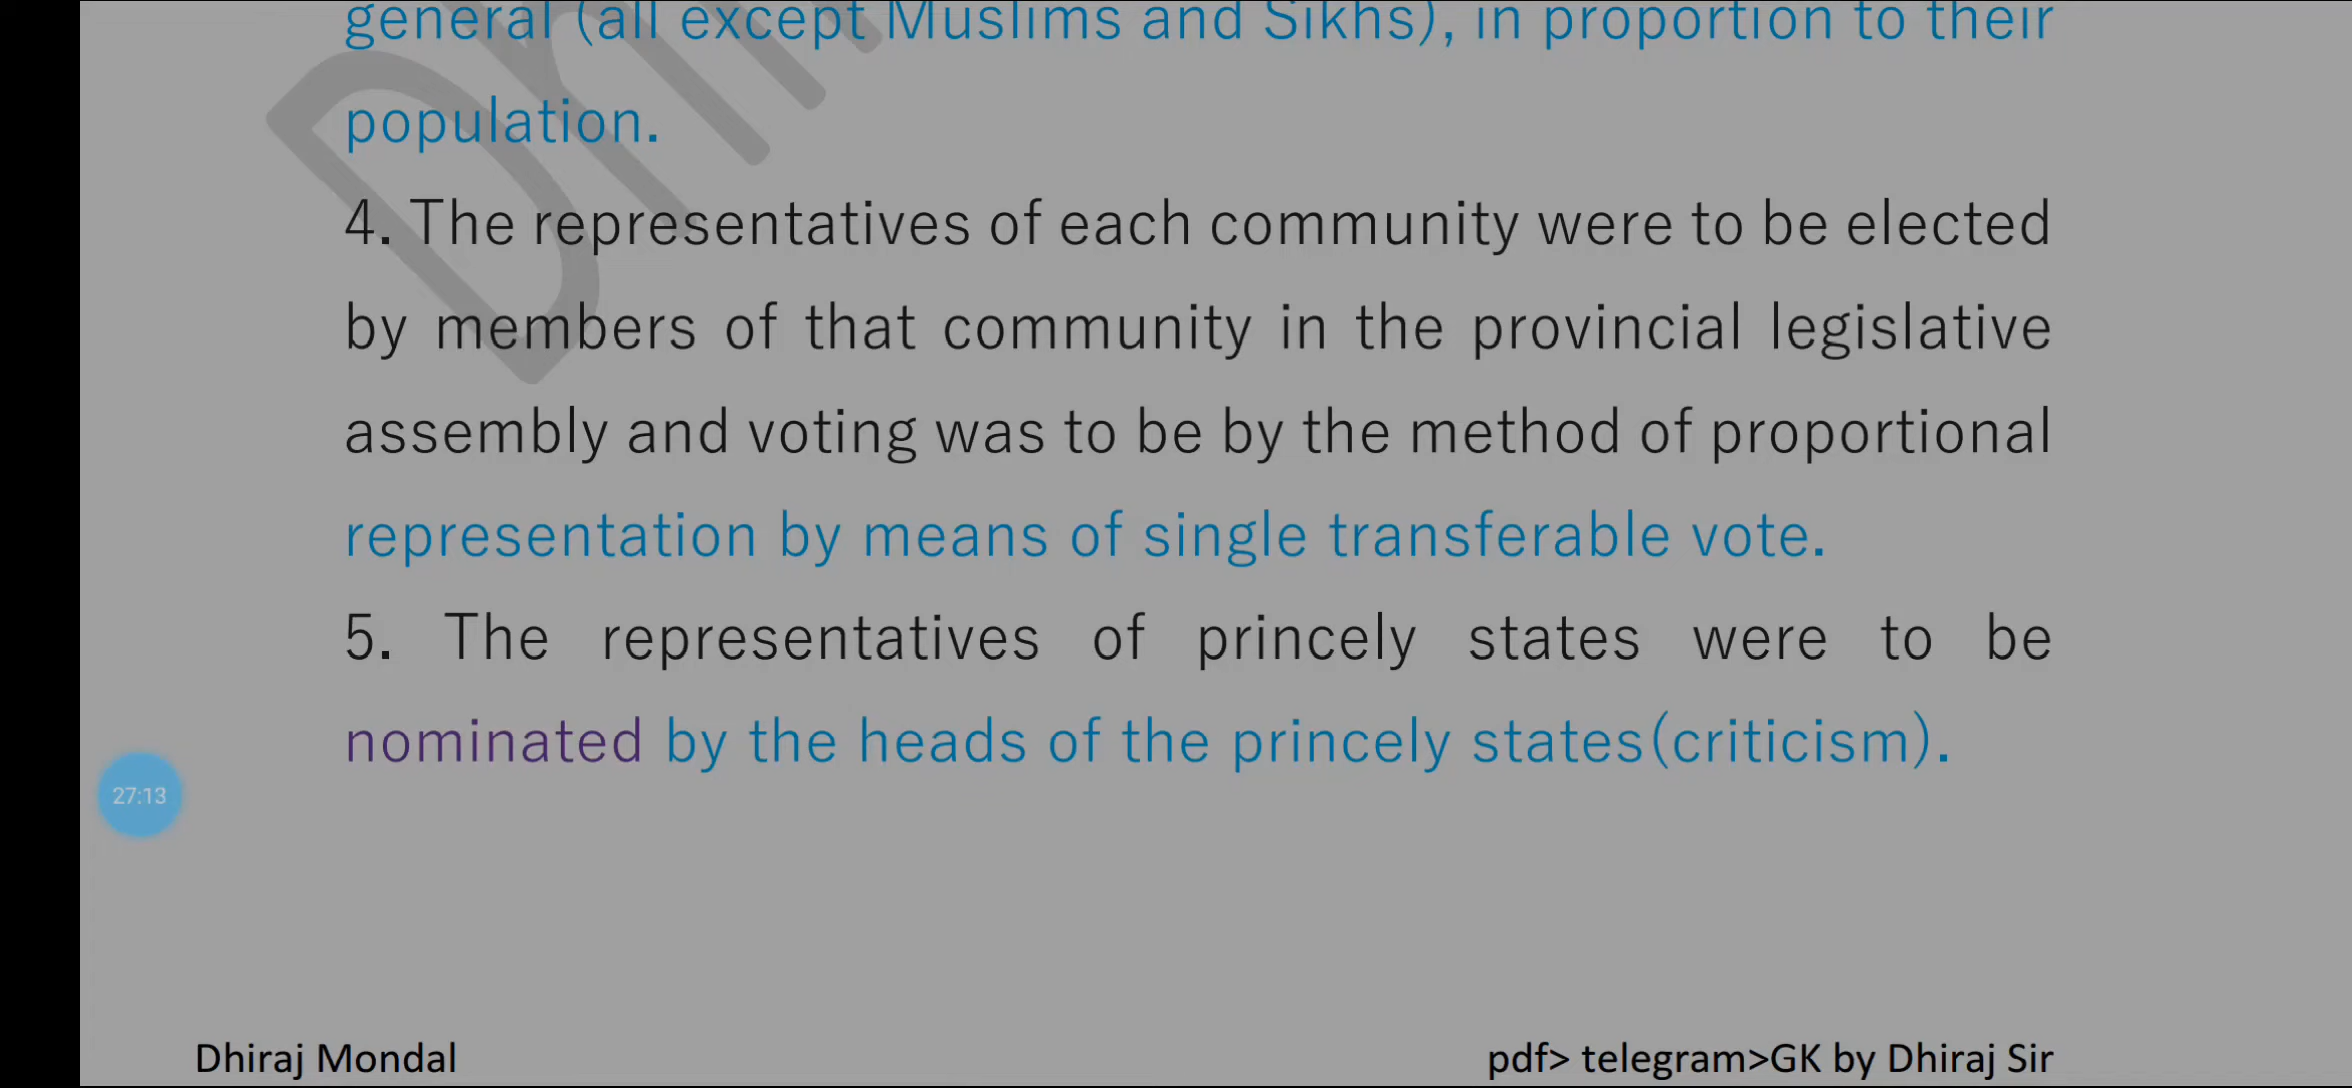 general (all except Muslims and Sikhs), in proportion to their
population.
4. The representatives of each community were to be elected
by members of that community in the provincial legislative
assembly and voting was to be by the method of proportional
representation by means of single transferable vote.
5. The representatives of princely states were to be
nominated by the heads of the princely states(criticism).
27:13
Dhiraj Mondal
pdf> telegram>GK by Dhiraj Sir